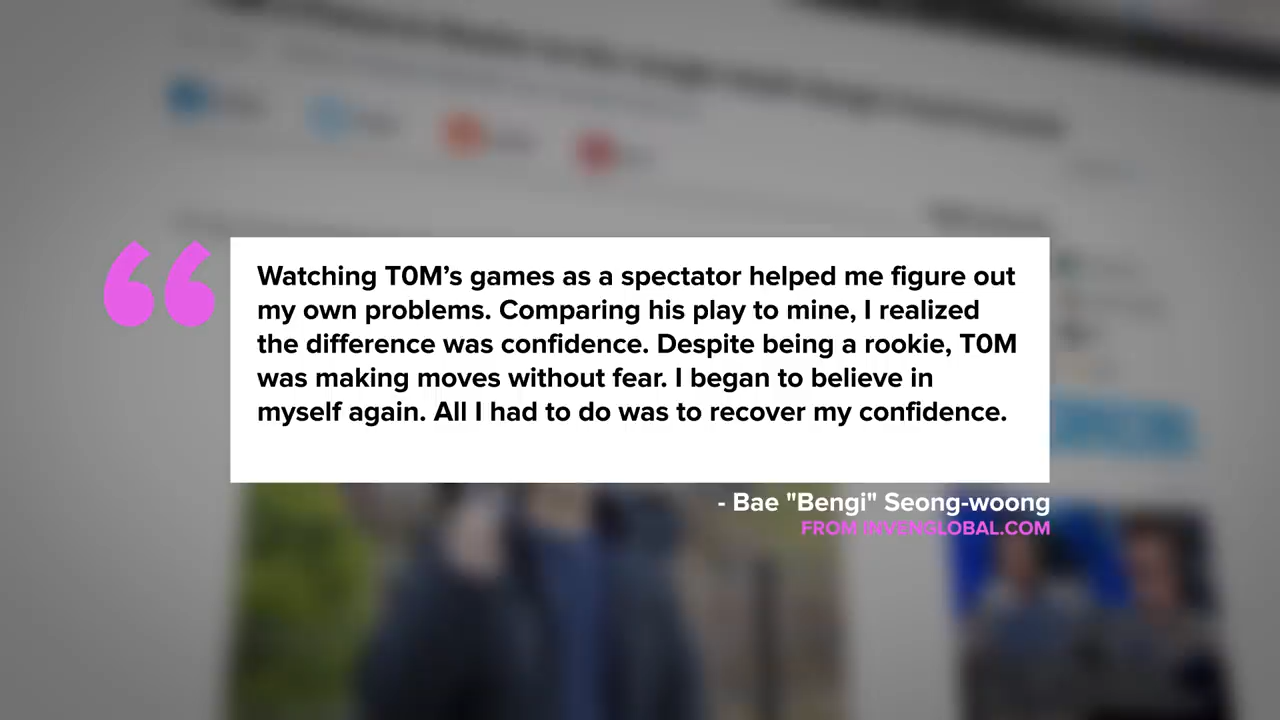 Watching T0M’s games as a spectator helped me figure out
my own problems. Comparing his play to mine, I realized
the difference was confidence. Despite being a rookie, T0M
was making moves without fear. I began to believe in
myself again. All I had to do was to recover my confidence.
- Bae "Bengi" Seong-woong
FROM INVENGLOBAL.COM